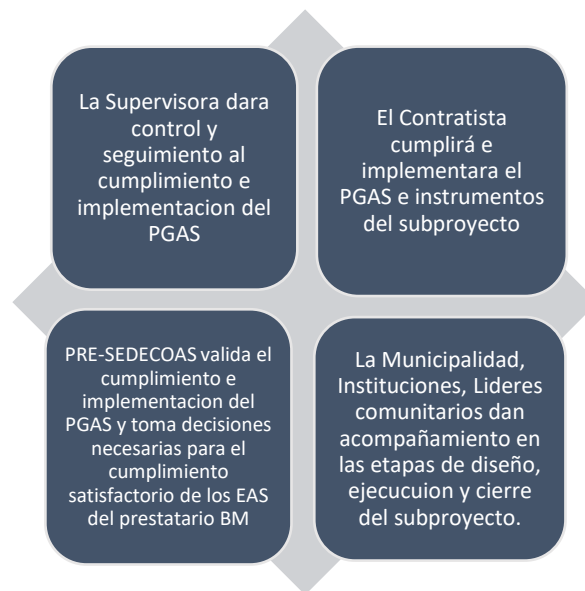 La Supervisora dara
control y
seguimiento al
cumplimiento e
implementacion del
PGAS
El Contratista
cumplirá e
implementara el
PGAS e instrumentos
del subproyecto
PRE-SEDECOAS valida el
cumplimiento e
implementacion del
PGAS y toma decisiones
necesarias para el
cumplimiento
satisfactorio de los EAS
del prestatario BM
La Municipalidad,
Instituciones, Lideres
comunitarios dan
acompañamiento en
las etapas de diseño,
ejecucuion y cierre
del subproyecto.